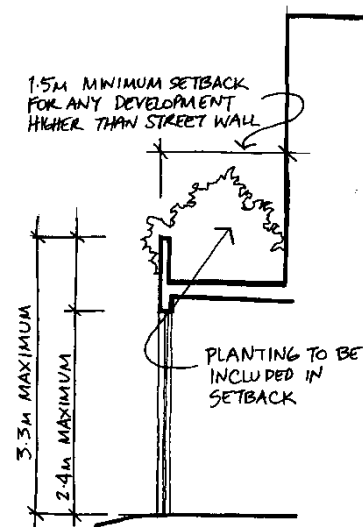 1.5M MINIMUM SETBACK
FOR ANY DEVELOPMENT
HIGHER THAN STREET WALL
PLANTING TO BE
INCLUDED IN
SETBACK
3.3M MAXIMUM
2.4M MAXIMUM